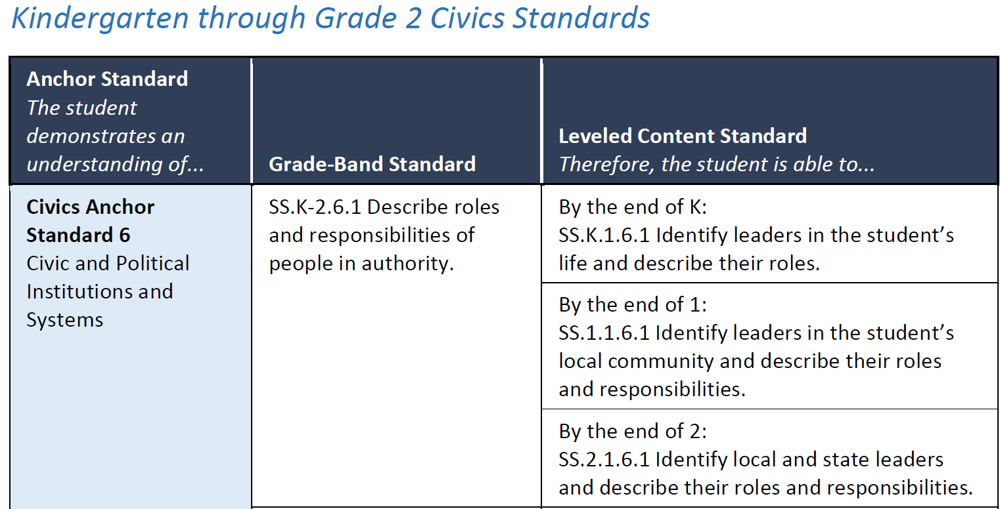 Kindergarten through Grade 2 Civics Standards
Anchor Standard
The student
demonstrates an
understanding of...
Grade-Band Standard
Leveled Content Standard
Therefore, the student is able to...
Civics Anchor
Standard 6
Civic and Political
Institutions and
Systems
SS.K-2.6.1 Describe roles
and responsibilities of
people in authority.
By the end of K:
SS.K.1.6.1 Identify leaders in the student’s
life and describe their roles.
By the end of 1:
SS.1.1.6.1 Identify leaders in the student’s
local community and describe their roles
and responsibilities.
By the end of 2:
SS.2.1.6.1 Identify local and state leaders
and describe their roles and responsibilities.